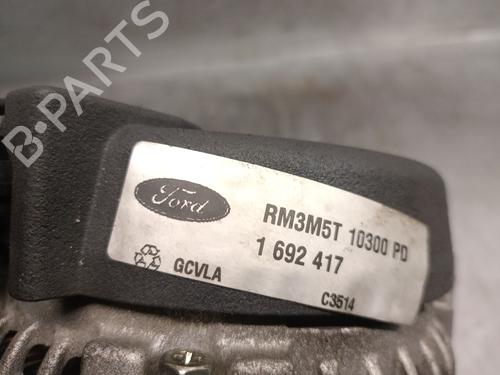 B-PARTS
Ford
RM3M5T 10300 PD
1 692 417
GCVLA
C3514